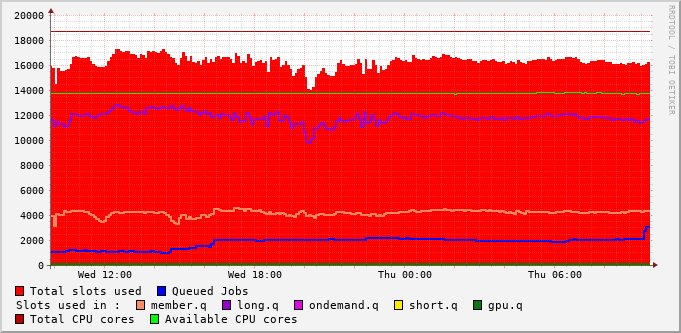 20000
18000
16000
14000
12000
10000
8000
6000
4000
2000
0
Wed 12:00 Wed 18:00 Thu 00:00 Thu 06:00
Total slots used Queued Jobs
Slots used in : member.q long.q ondemand.q short.q gpu.q
Total CPU cores Available CPU cores
RRDTOOL / TOBI OETIKER